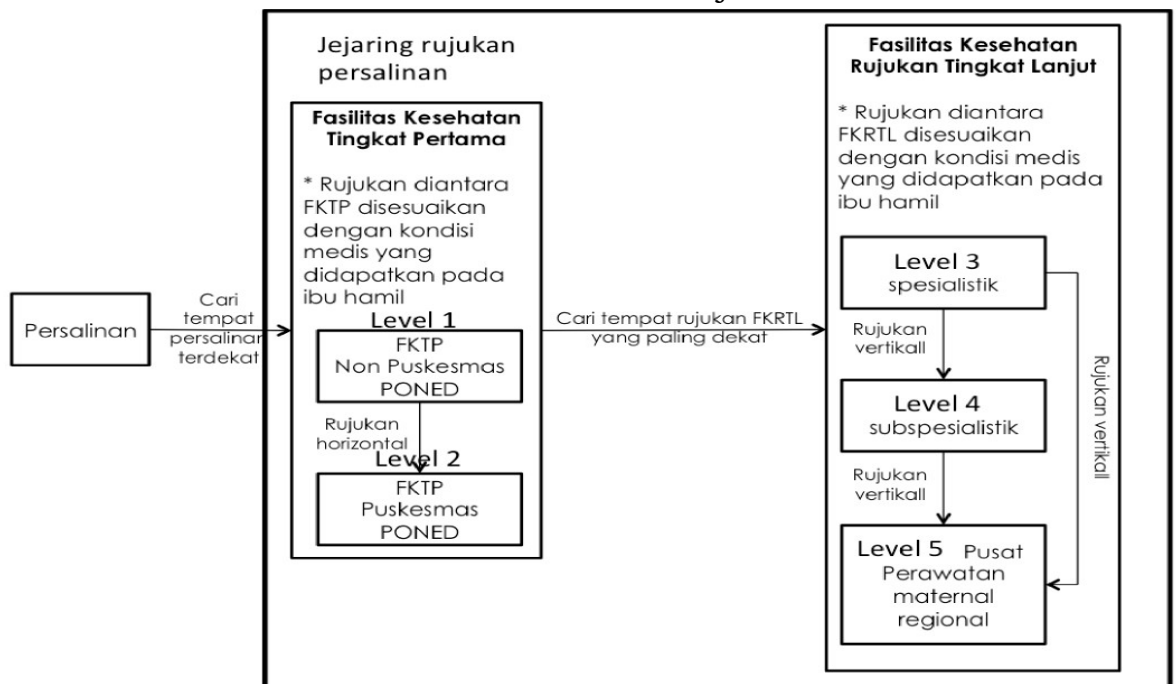 Jejaring rujukan
persalinan
Fasilitas Kesehatan
Tingkat Pertama
* Rujukan diantara
FKTP disesuaikan
dengan kondisi
medis yang
didapatkan pada
ibu hamil
Persalinan
Cari
tempat
persalinan
terdekat
Level 1
FKTP
Non Puskesmas
PONED
Rujukan
horizontal
Level 2
FKTP
Puskesmas
PONED
Cari tempat rujukan FKRTL
yang paling dekat
Fasilitas Kesehatan
Rujukan Tingkat Lanjut
* Rujukan diantara
FKRTL disesuaikan
dengan kondisi medis
yang didapatkan pada
ibu hamil
Level 3
spesialistik
Rujukan
vertikall
Level 4
subspesialistik
Rujukan
vertikall
Level 5 Pusat
Perawatan
maternal
regional
Rujukan vertikall